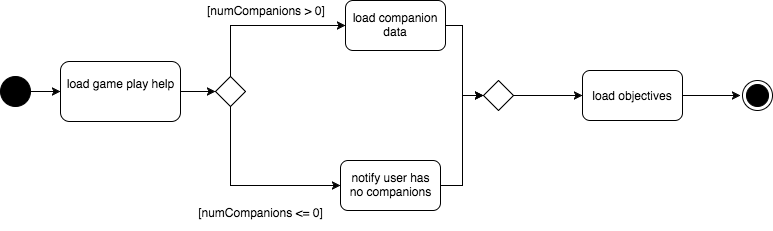 [numCompanions > 0]
load companion
data
load game play help
load objectives
notify user has
no companions
[numCompanions <= 0]